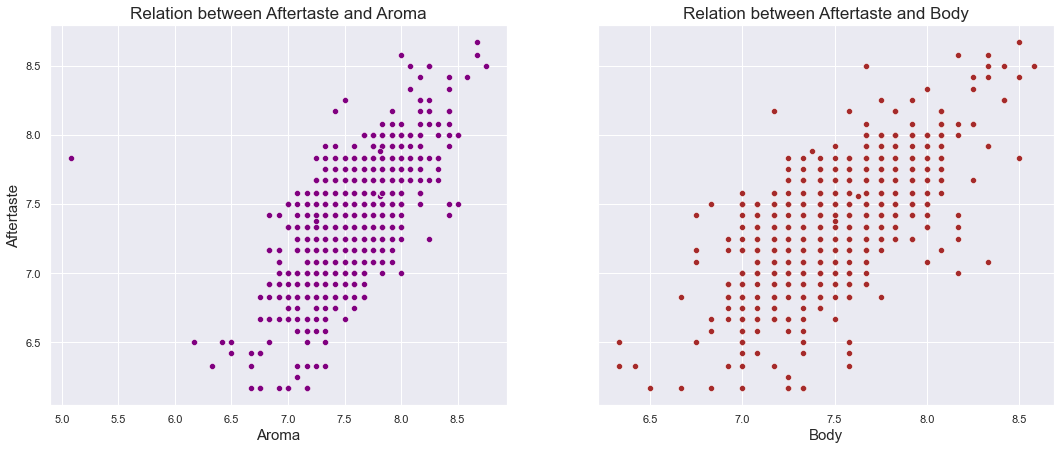 Relation between Aftertaste and Aroma
Aftertaste
8.5
8.0
7.5
7.0
6.5
5.0 5.5 6.0 6.5 7.0 7.5 8.0 8.5
Aroma
Relation between Aftertaste and Body
6.5 7.0 7.5 8.0 8.5
Body